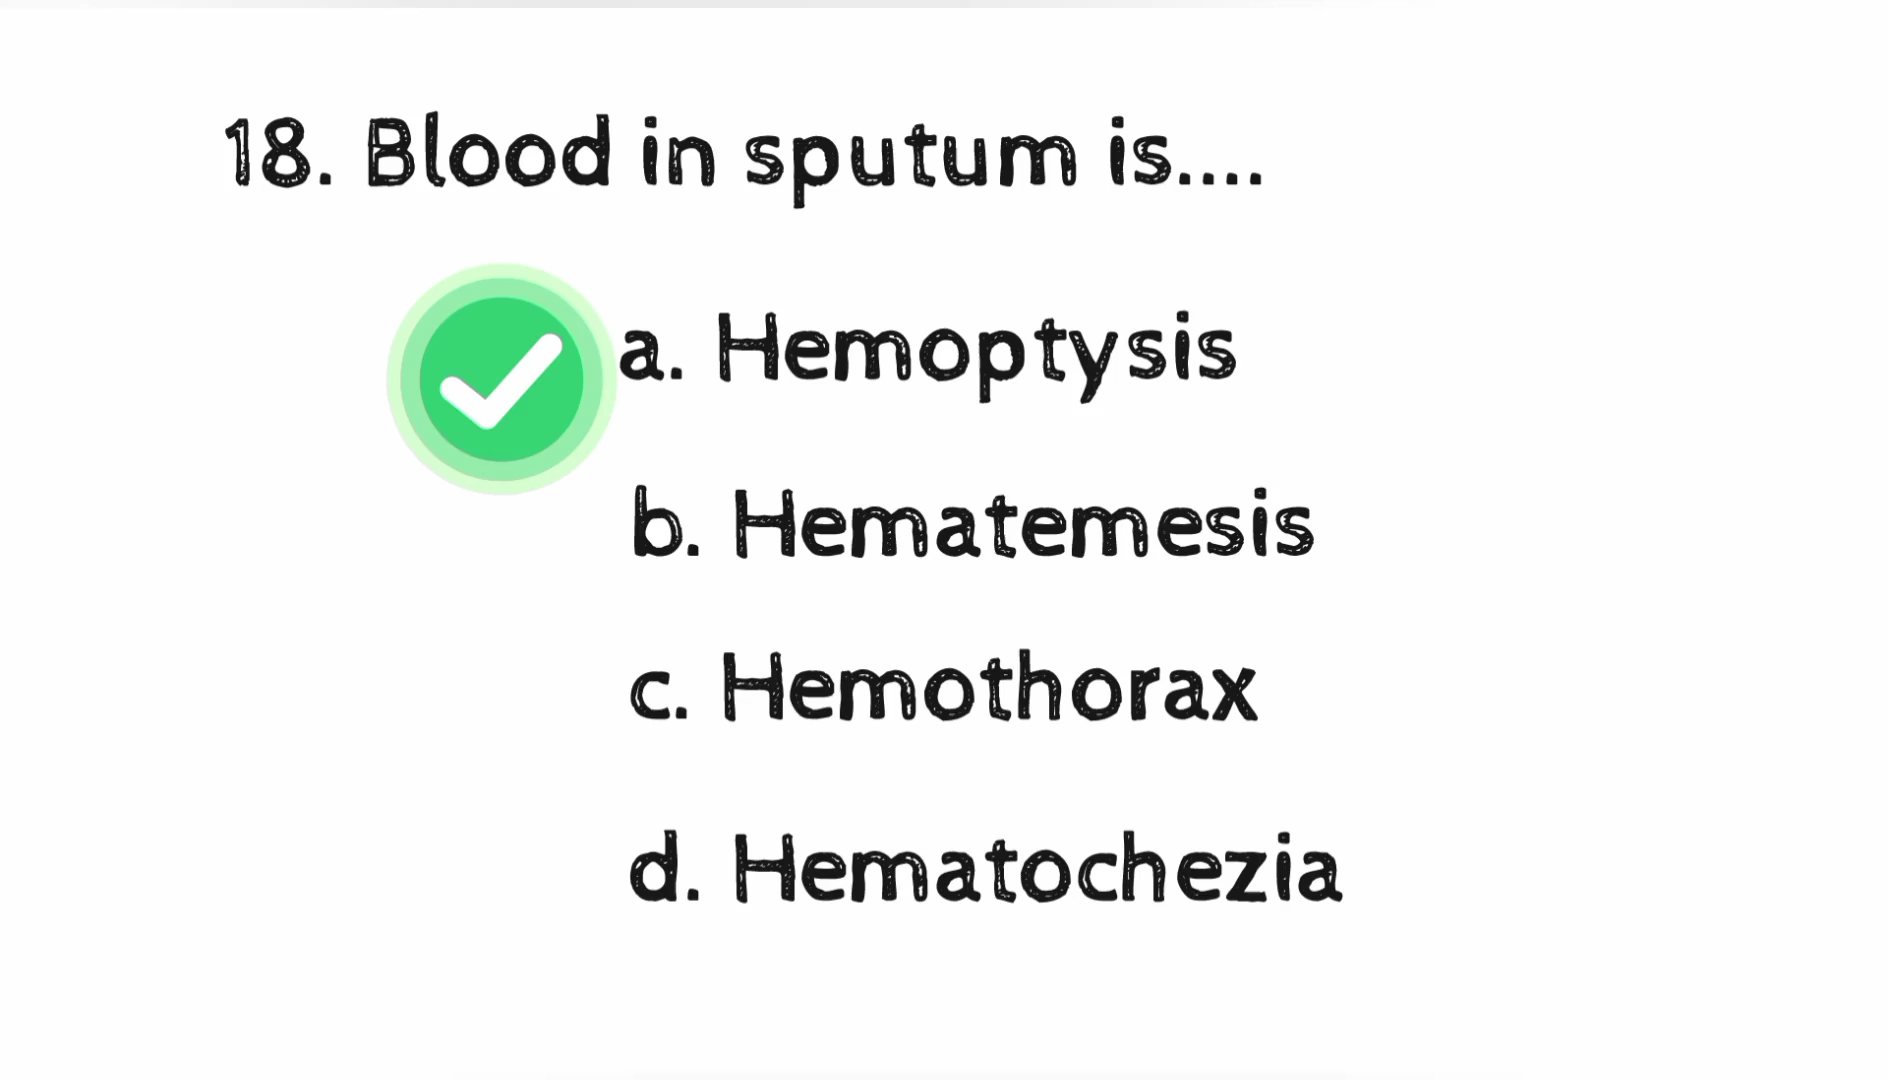 18. Blood in sputum is....
a. Hemoptysis
b. Hematemesis
c. Hemothorax
d. Hematochezia